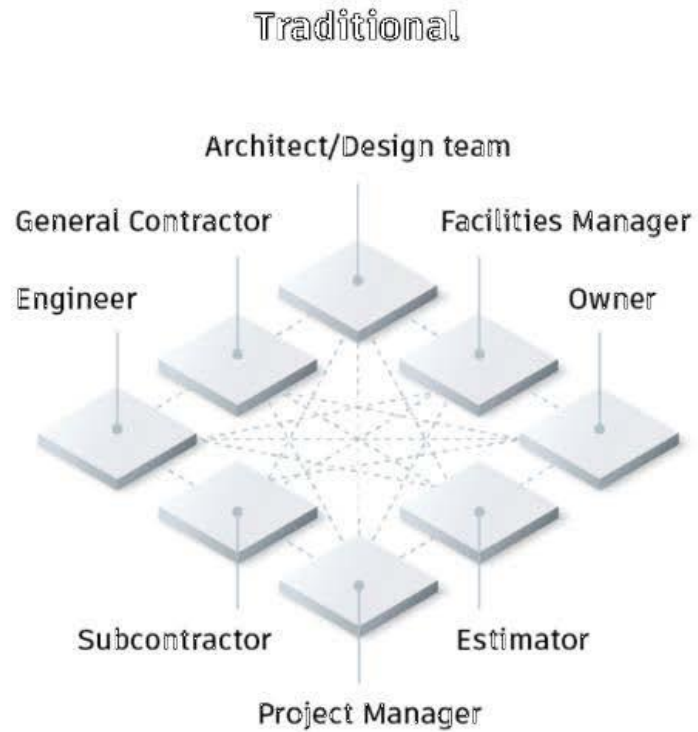 Traditional
Architect/Design team
General Contractor
Facilities Manager
Engineer
Owner
Subcontractor
Estimator
Project Manager